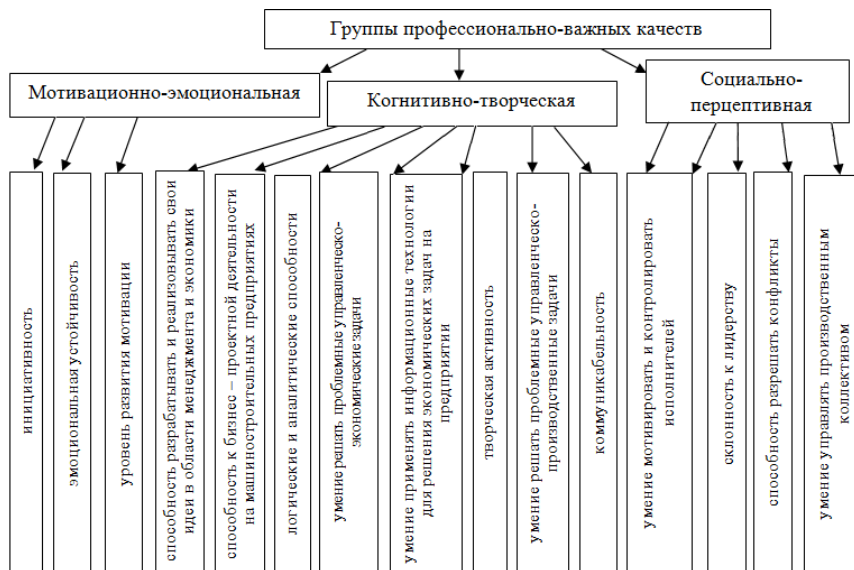 Группы профессионально-важных качеств
Мотивационно-эмоциональная
Когнитивно-творческая
Социально-
перцептивная
инициативность
эмоциональная устойчивость
уровень развития мотивации
способность разрабатывать и реализовывать свои
идеи в области менеджмента и экономики
способность к бизнес – проектной деятельности
на машиностроительных предприятиях
логические и аналитические способности
умение решать проблемные управленческо-
экономические задачи
умение применять информационные технологии
для решения экономических задач на
предприятии
творческая активность
умение решать проблемные управленческо-
производственные задачи
коммуникабельность
умение мотивировать и контролировать
исполнителей
склонность к лидерству
способность разрешать конфликты
умение управлять производственным
коллективом